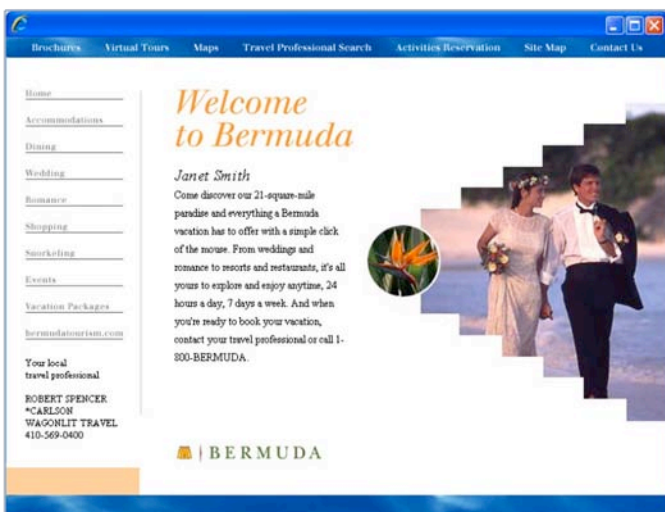 Brochures Virtual Tours Maps Travel Professional Search Activities Reservation Site Map Contact Us
Home
Accommodations
Dining
Wedding
Romance
Shopping
Snorkeling
Events
Vacation Packages
bermudatourism.com
Your local
travel professional
ROBERT SPENCER
*CARLSON
WAGONLIT TRAVEL
410-569-0400
Welcome
to Bermuda
Janet Smith
Come discover our 21-square-mile
paradise and everything a Bermuda
vacation has to offer with a simple click
of the mouse. From weddings and
romance to resorts and restaurants, it's all
yours to explore and enjoy anytime, 24
hours a day, 7 days a week. And when
you're ready to book your vacation,
contact your travel professional or call 1-
800-BERMUDA.
BERMUDA